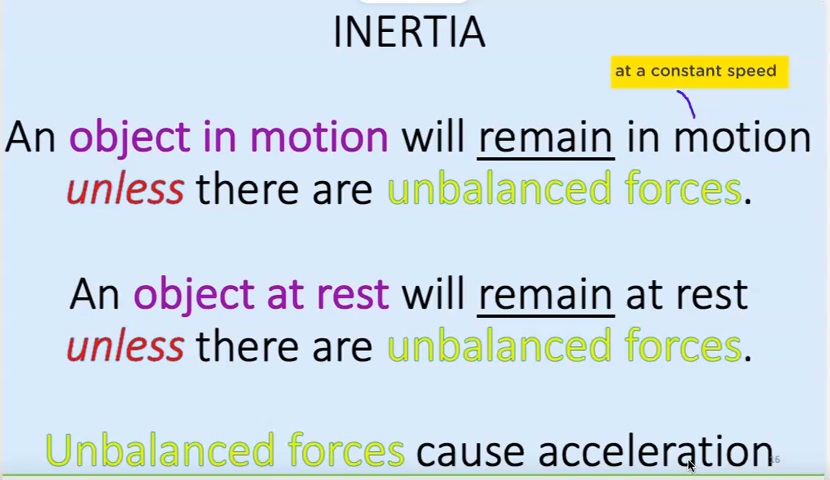 INERTIA
at a constant speed
An object in motion will remain in motion
unless there are unbalanced forces.
An object at rest will remain at rest
unless there are unbalanced forces.
Unbalanced forces cause acceleration
16